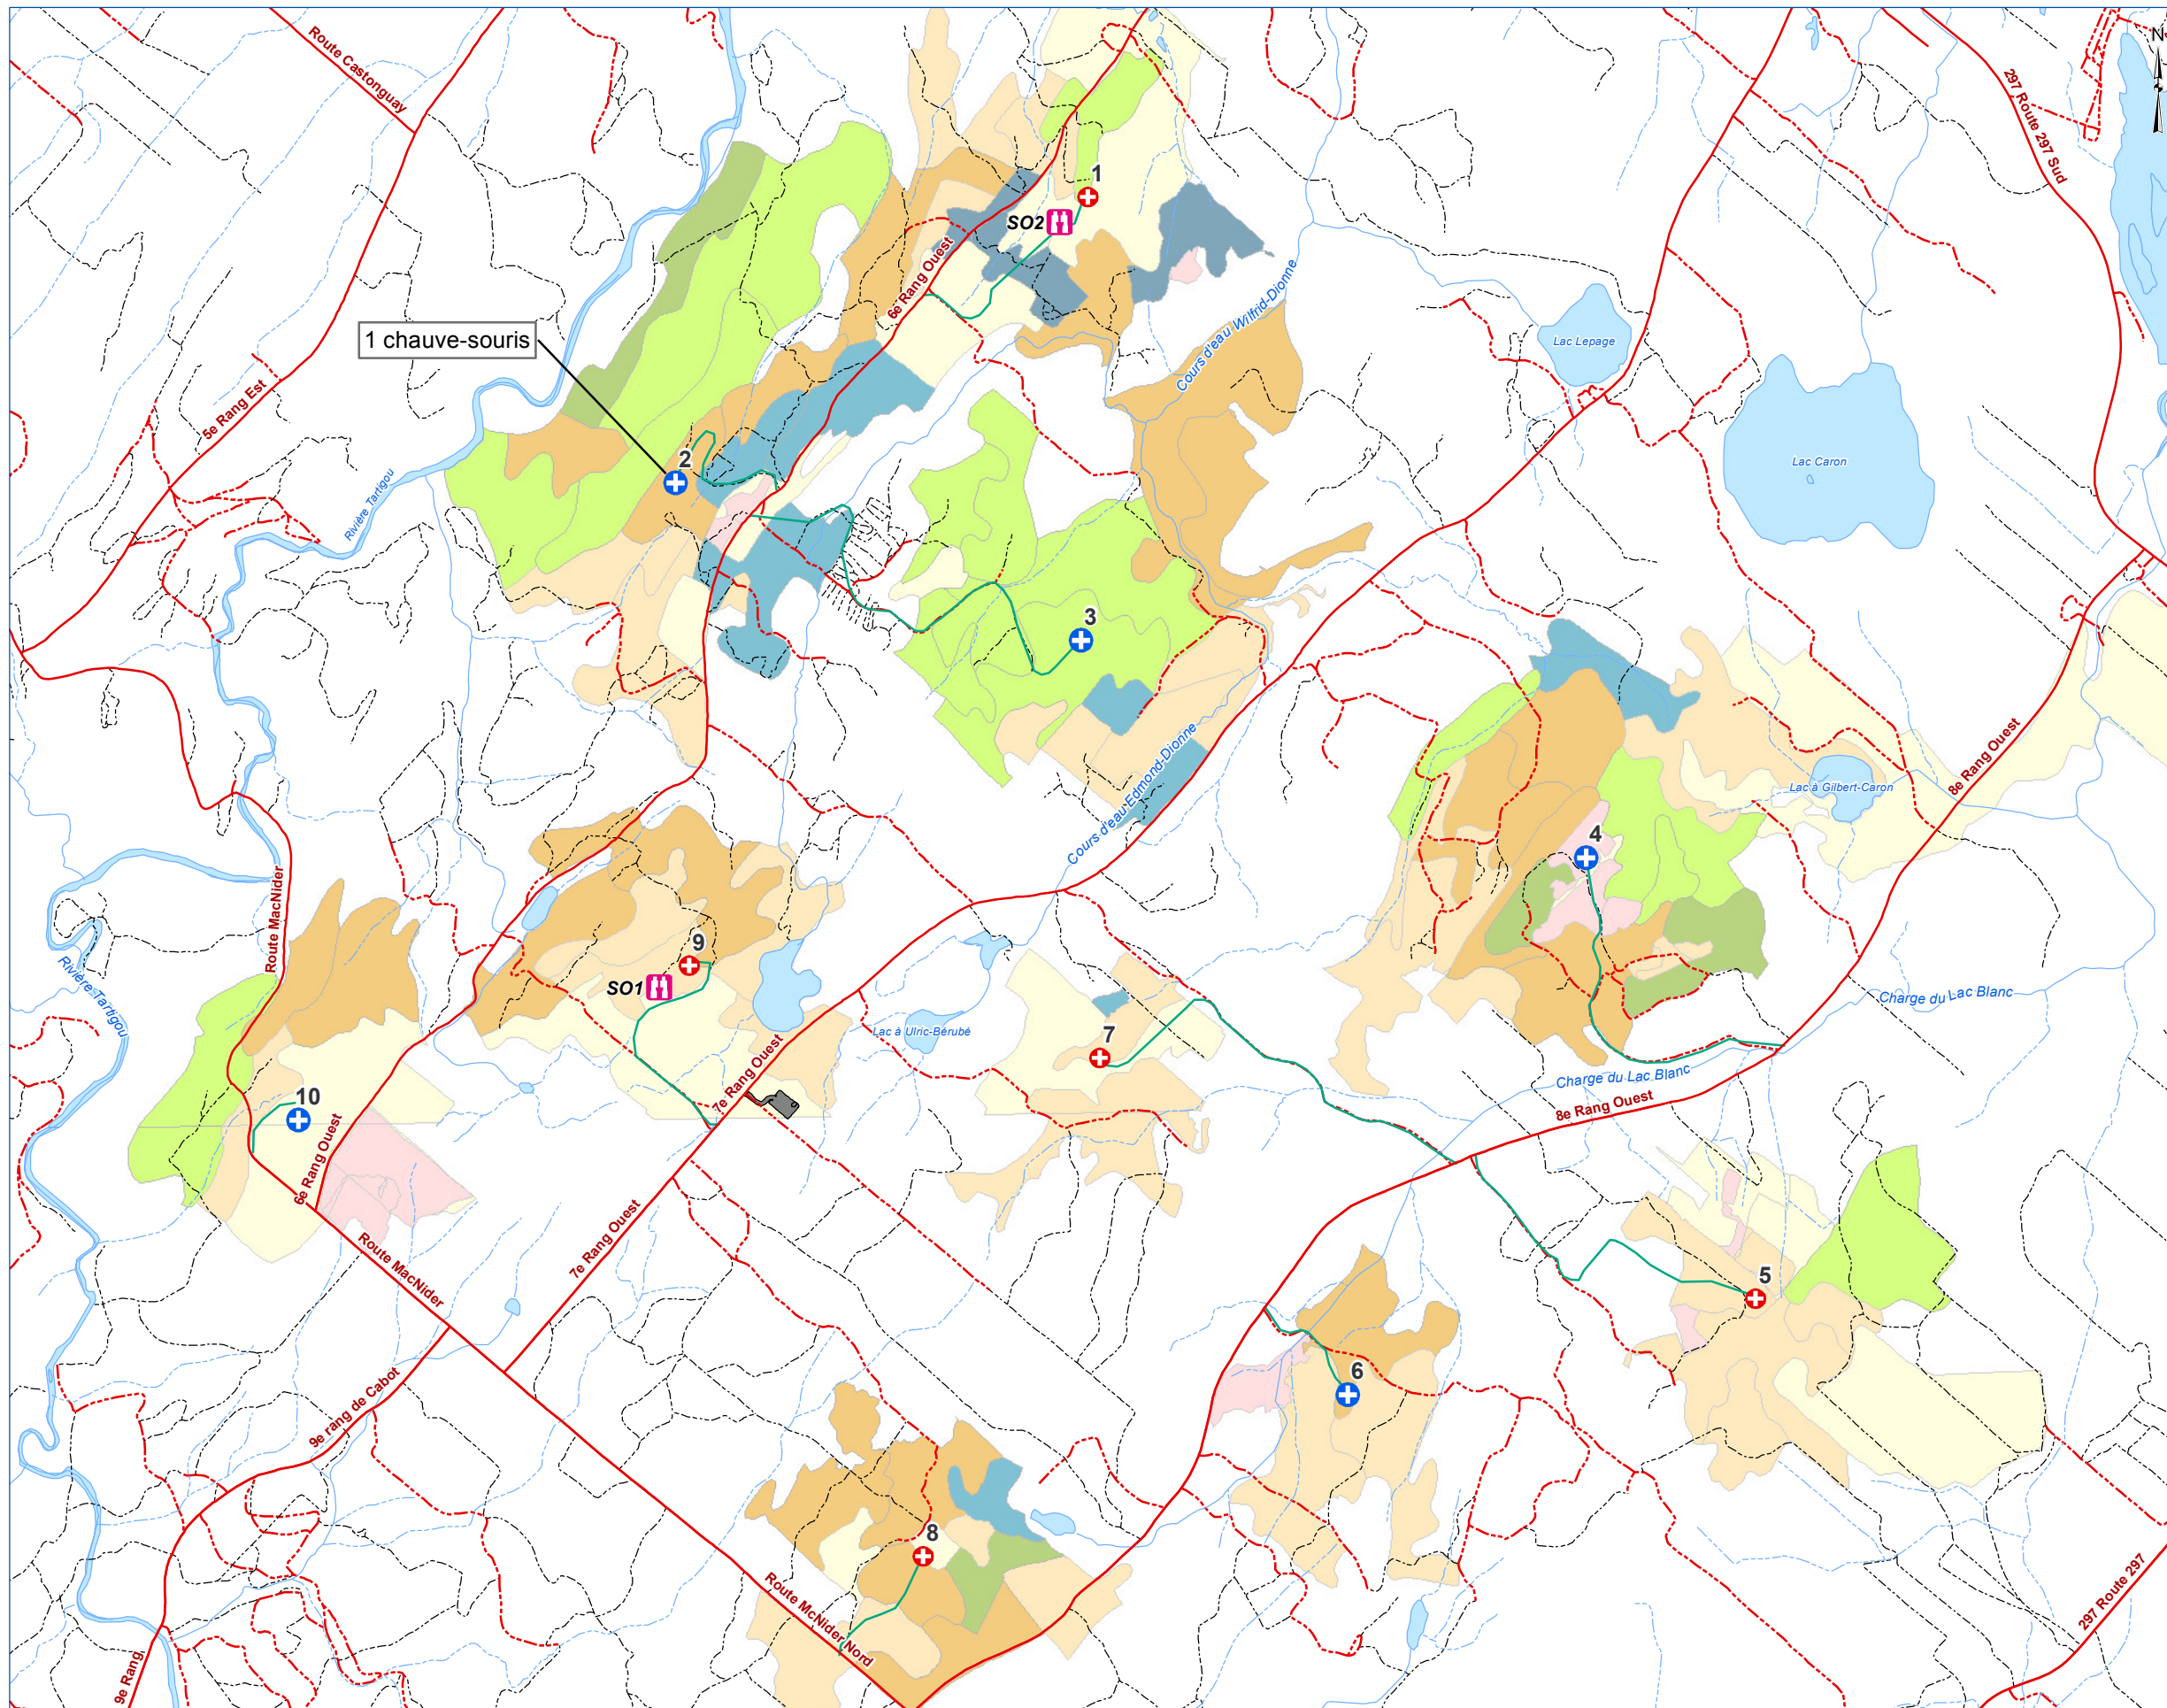 Route Castonguay
297 Route 297 Sud
N
1
SO2
6e Rang Ouest
Cours d'eau Wilfrid-Dionne
1 chauve-souris
Lac Lepage
5e Rang Est
2
Lac Caron
Rivière Tartigou
3
8e Rang Ouest
Cours d'eau Edmond-Dionne
Lac à Gilbert-Caron
4
Route MacNider
9
SO1
Rivière Tartigou
Charge du Lac Blanc
Lac à Ulric-Bérubé
7
7e Rang Ouest
Charge du Lac Blanc
10
8e Rang Ouest
6e Rang Ouest
7e Rang Ouest
Route MacNider
5
6
9e rang de Cabot
8
Route McNider Nord
297 Route 297
9e Rang